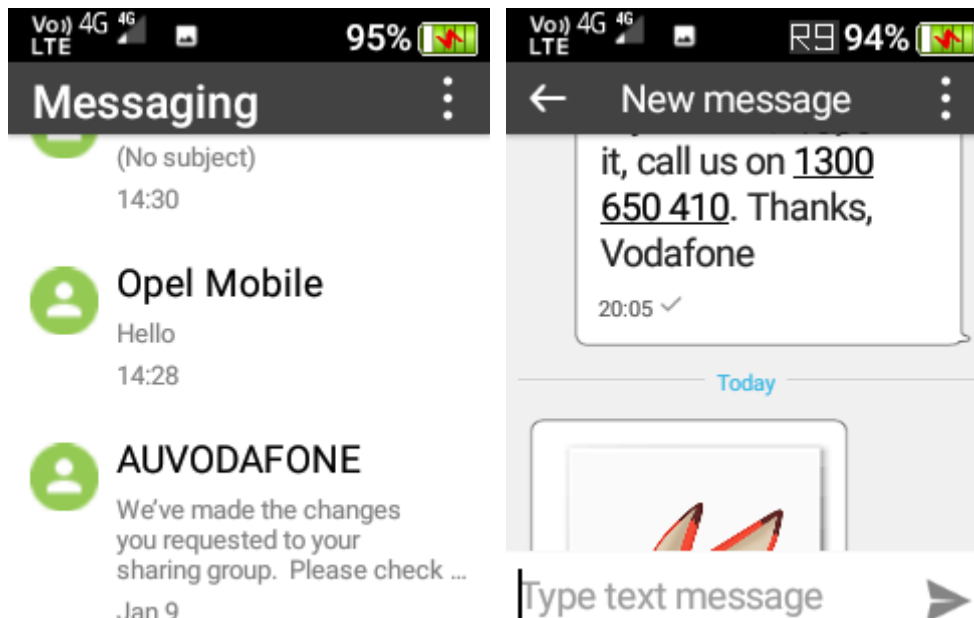 Vo)) 4G 4G 95%
LTE
Messaging
(No subject)
14:30
Opel Mobile
Hello
14:28
AUVODAFONE
We've made the changes
you requested to your
sharing group. Please check ...
Jan 9
Vo)) 4G 4G 94%
LTE
New message
it, call us on 1300
650 410. Thanks,
Vodafone
20:05
Today
Type text message